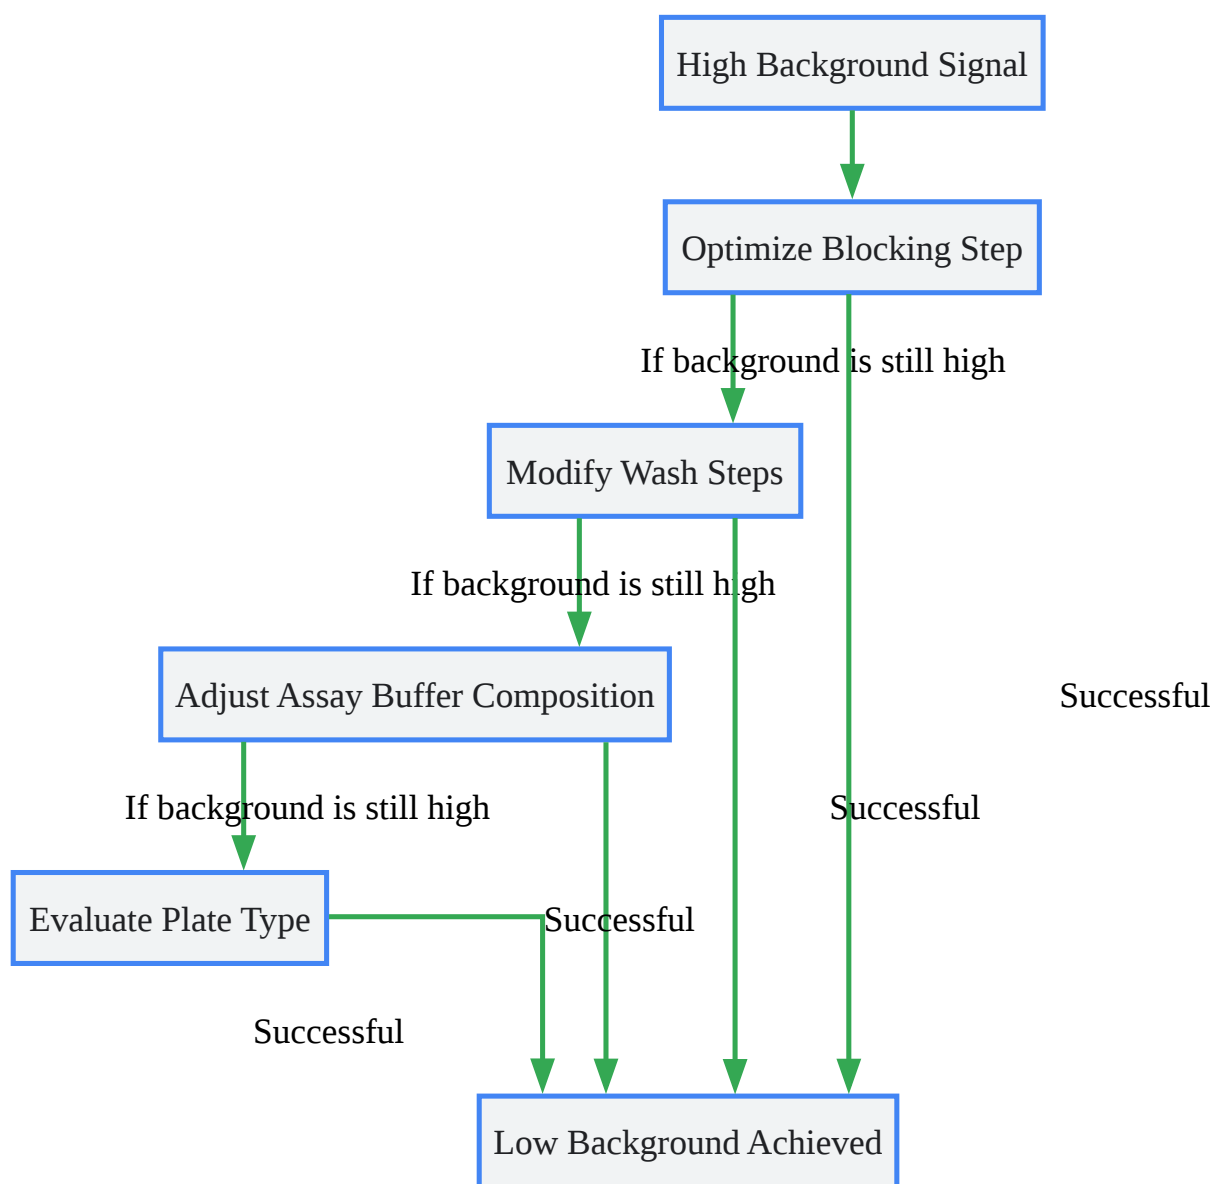 High Background Signal
Optimize Blocking Step
If background is still high
Modify Wash Steps
If background is still high
Adjust Assay Buffer Composition
Successful
If background is still high
Successful
Evaluate Plate Type
Successful
Successful
Low Background Achieved